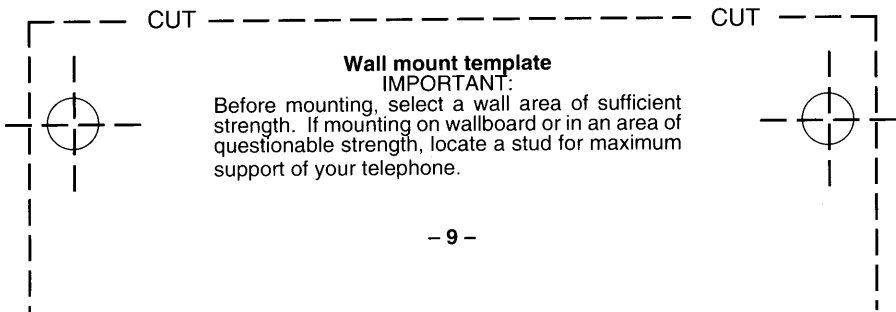 CUT CUT
Wall mount template
IMPORTANT:
Before mounting, select a wall area of sufficient
strength. If mounting on wallboard or in an area of
questionable strength, locate a stud for maximum
support of your telephone.
– 9 –